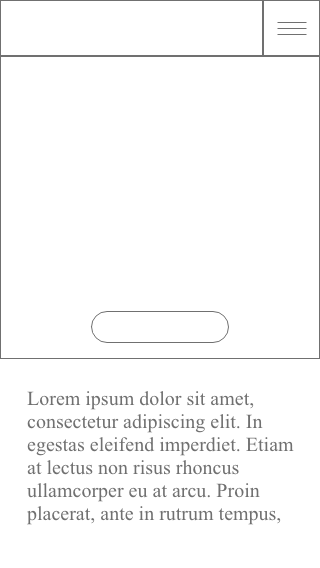 Lorem ipsum dolor sit amet,
consectetur adipiscing elit. In
egestas eleifend imperdiet. Etiam
at lectus non risus rhoncus
ullamcorper eu at arcu. Proin
placerat, ante in rutrum tempus,